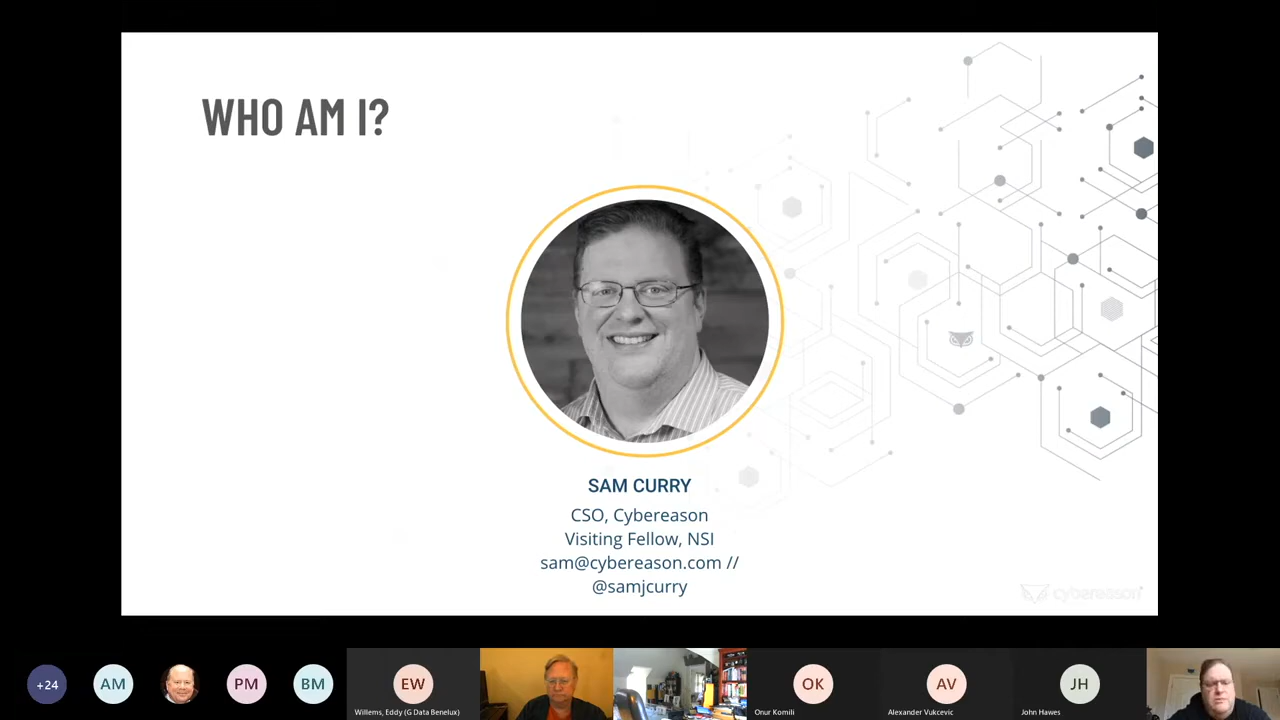 WHO AM I?
SAM CURRY
CSO, Cybereason
Visiting Fellow, NSI
sam@cybereason.com //
@samjcurry
cybereason
+24
AM
PM
BM
EW
Willems, Eddy (G Data Benelux)
OK
Onur Komili
AV
Alexander Vukcevic
JH
John Hawes